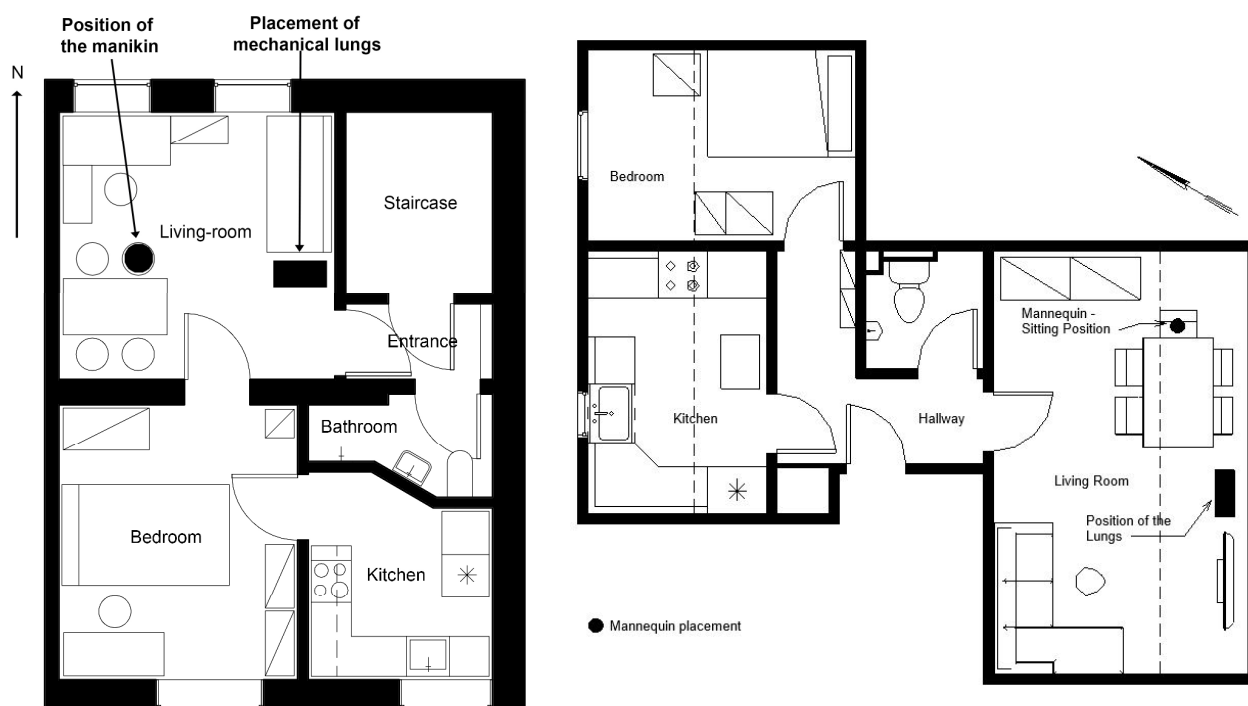 Position of
the manikin
Placement of
mechanical lungs
N
Staircase
Living-room
Entrance
Bathroom
Bedroom
Kitchen
Bedroom
Mannequin -
Sitting Position
Kitchen
Hallway
Living Room
Position of the
Lungs
Mannequin placement